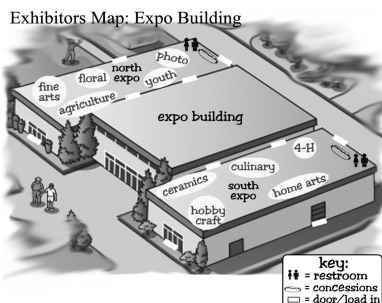 Exhibitors Map: Expo Building
photo
north
expo
floral
youth
fine
arts
agriculture
expo building
4-H
culinary
ceramics
south
expo
home arts
hobby
craft
key:
= restroom
= concessions
= door/load in